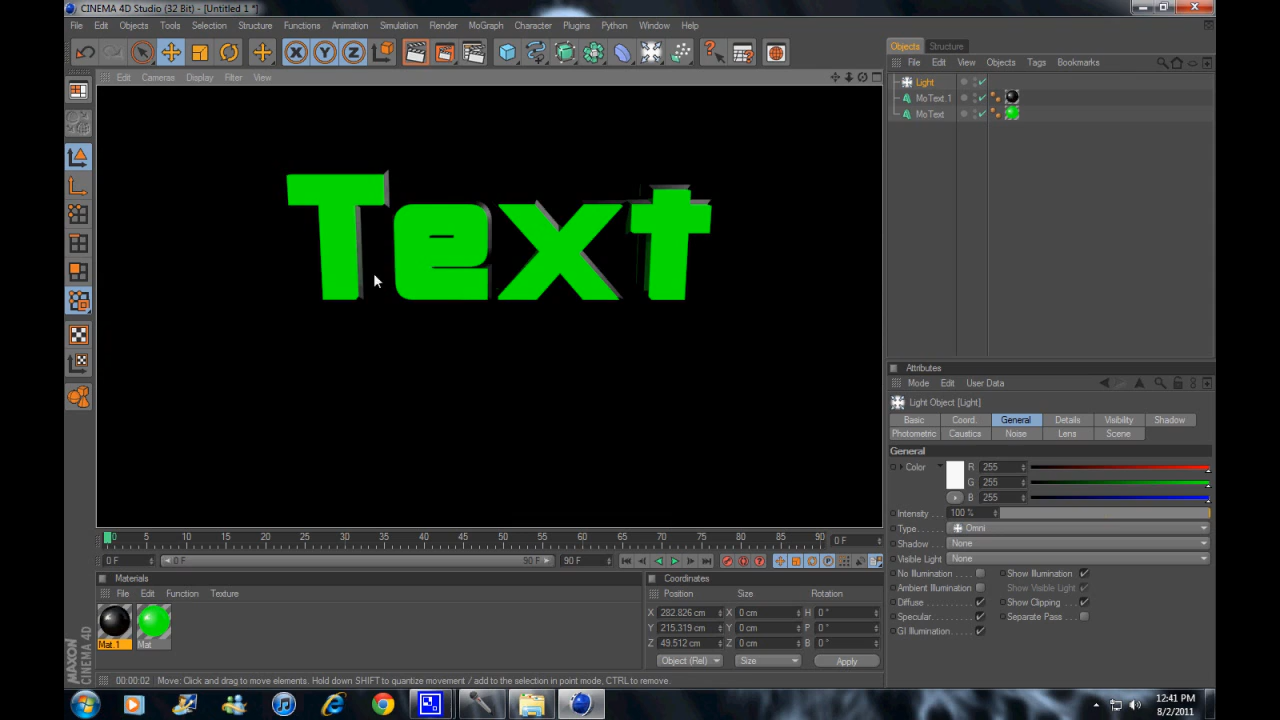 CINEMA 4D Studio (32 Bit) - [Untitled 1 *]
File Edit Objects Tools Selection Structure Functions Animation Simulation Render MoGraph Character Plugins Python Window Help
X Y Z
Objects Structure
File Edit View Objects Tags Bookmarks
Edit Cameras Display Filter View
Light
MoText.1
MoText
Text
Attributes
Mode Edit User Data
Light Object [Light]
Basic Coord. General Details Visibility Shadow
Photometric Caustics Noise Lens Scene
General
Color R 255
G 255
B 255
Intensity 100 %
Type Omni
Shadow None
Visible Light None
No Illumination Show Illumination
Ambient Illumination Show Visible Light
Diffuse Show Clipping
Specular Separate Pass
GI Illumination
0 5 10 15 20 25 30 35 40 45 50 55 60 65 70 75 80 85 90 0 F
0 F 0 F 90 F 90 F
Materials
File Edit Function Texture
Mat.1 Mat
Coordinates
Position Size Rotation
X 282.826 cm X 0 cm H 0 °
Y 215.319 cm Y 0 cm P 0 °
Z 49.512 cm Z 0 cm B 0 °
Object (Rel) Size Apply
MAXON
CINEMA 4D
00:00:02 Move: Click and drag to move elements. Hold down SHIFT to quantize movement / add to the selection in point mode, CTRL to remove.
12:41 PM
8/2/2011